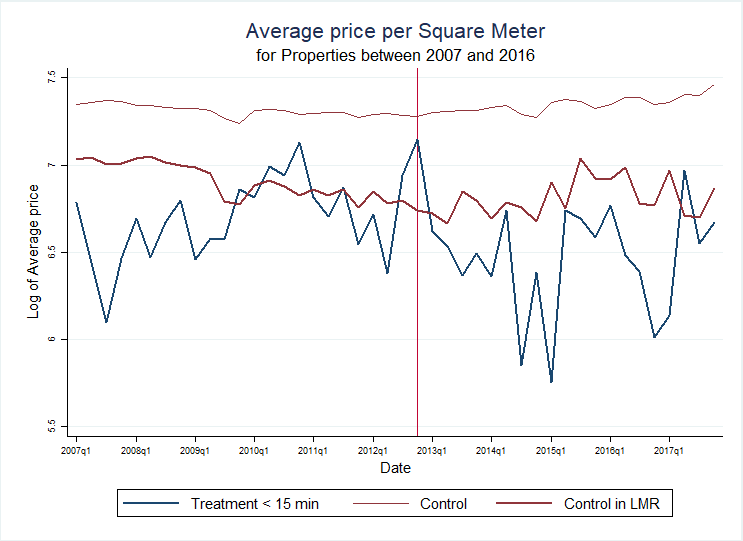 Average price per Square Meter
for Properties between 2007 and 2016
Log of Average price
7.5
7
6.5
6
5.5
2007q1 2008q1 2009q1 2010q1 2011q1 2012q1 2013q1 2014q1 2015q1 2016q1 2017q1
Date
Treatment < 15 min Control Control in LMR